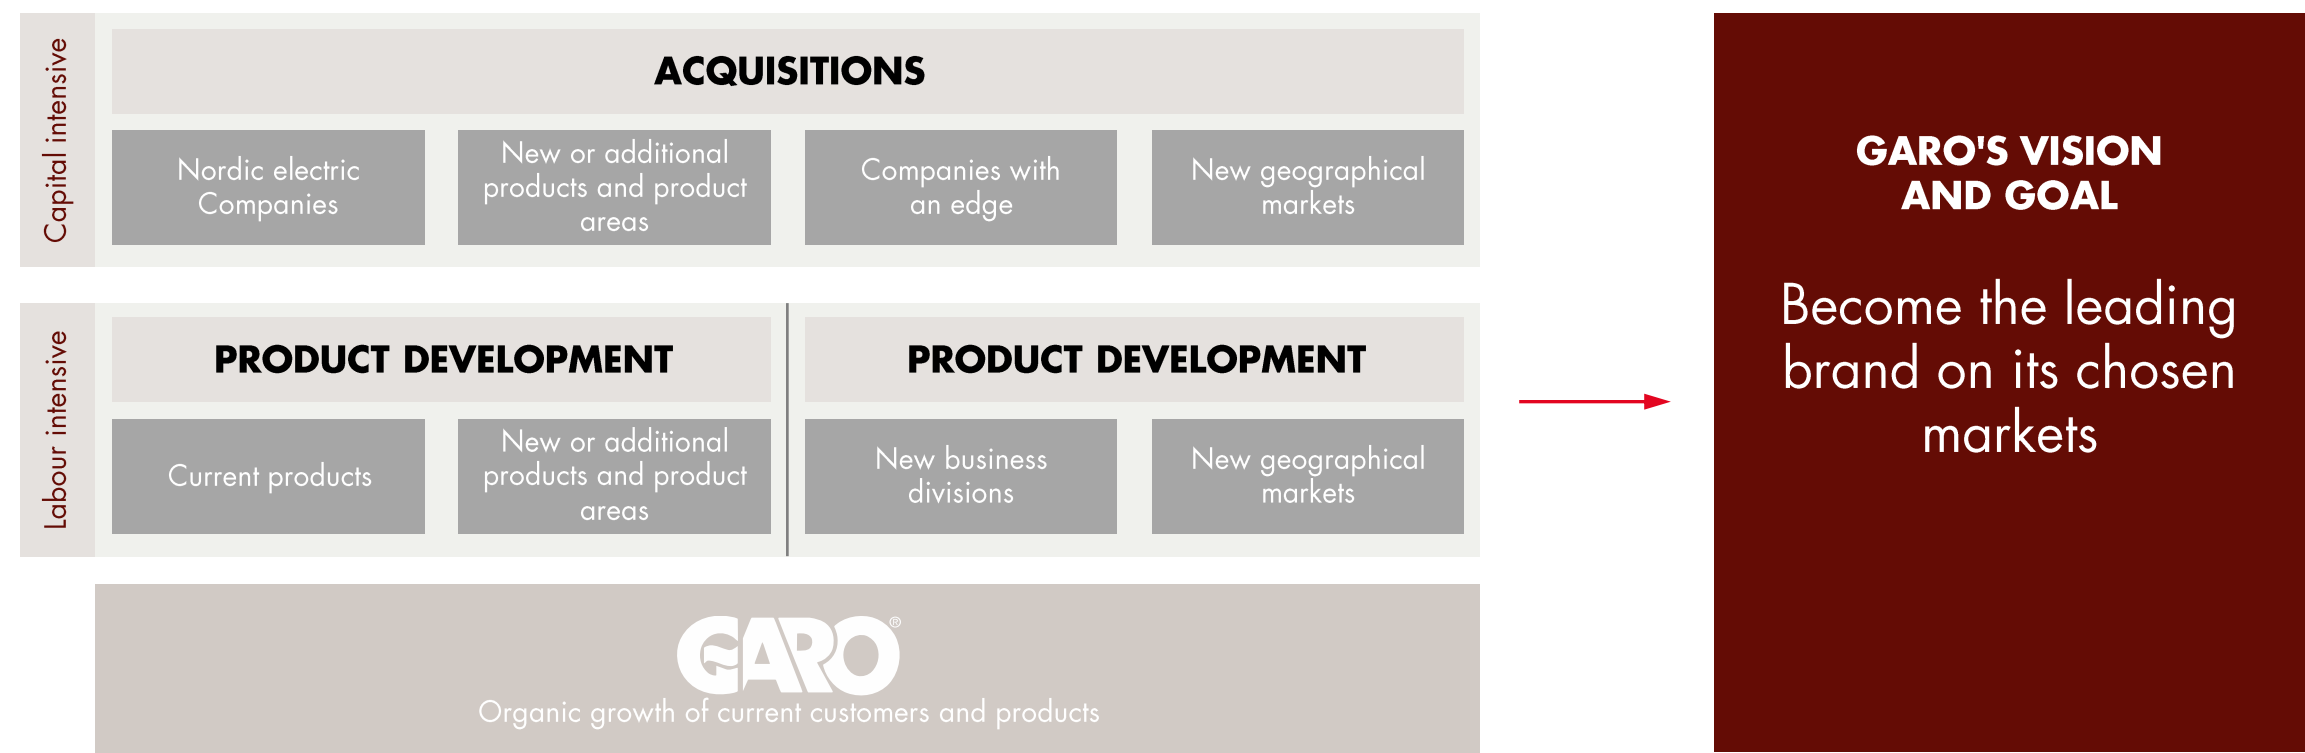 Capital intensive
ACQUISITIONS
Nordic electric
Companies
New or additional
products and product
areas
Companies with
an edge
New geographical
markets
Labour intensive
PRODUCT DEVELOPMENT
Current products
New or additional
products and product
areas
PRODUCT DEVELOPMENT
New business
divisions
New geographical
markets
GARO®
Organic growth of current customers and products
GARO'S VISION
AND GOAL
Become the leading
brand on its chosen
markets